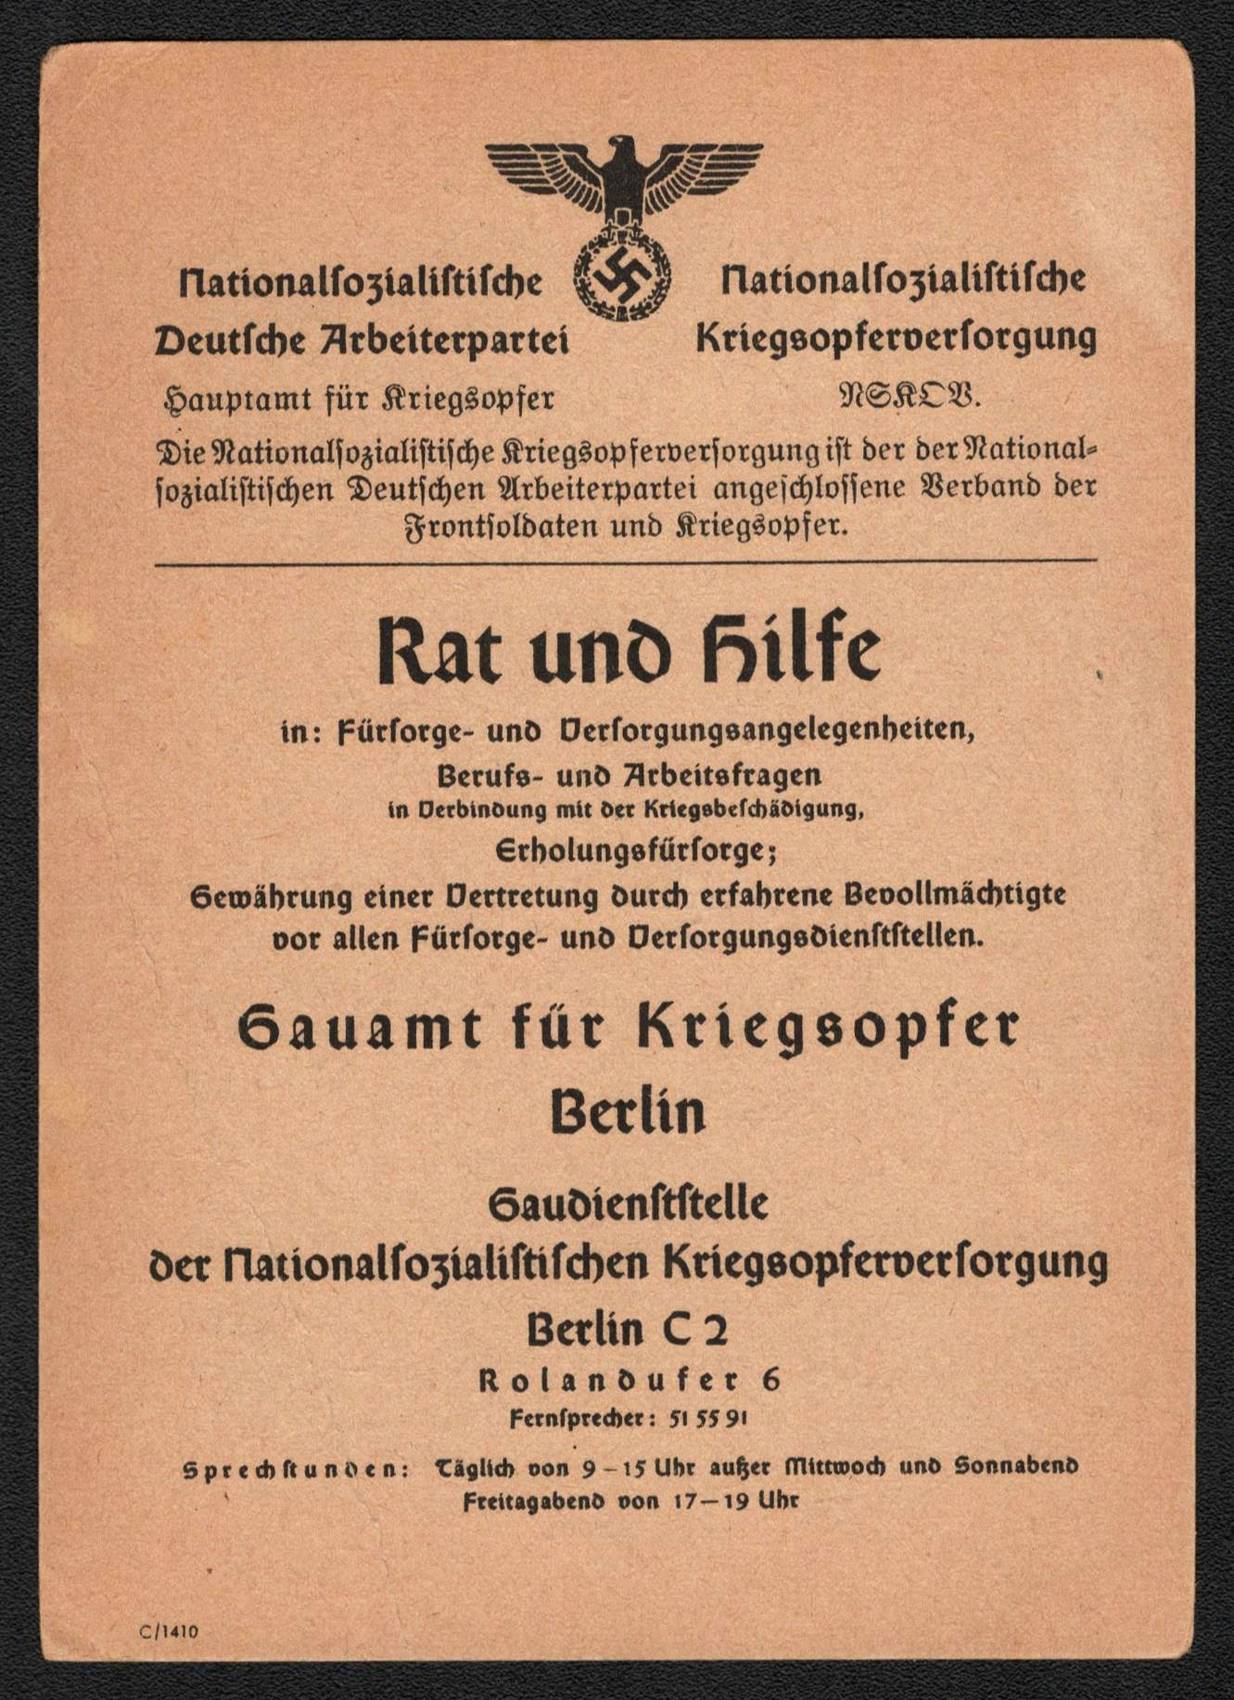 Nationalsozialistische
Deutsche Arbeiterpartei
Hauptamt für Kriegsopfer
Nationalsozialistische
Kriegsopferversorgung
NSKOV.
Die Nationalsozialistische Kriegsopferversorgung ist der der National-
sozialistischen Deutschen Arbeiterpartei angeschlossene Verband der
Frontsoldaten und Kriegsopfer.
Rat und Hilfe
in: Fürsorge- und Versorgungsangelegenheiten,
Berufs- und Arbeitsfragen
in Verbindung mit der Kriegsbeschädigung,
Erholungsfürsorge;
Gewährung einer Vertretung durch erfahrene Bevollmächtigte
vor allen Fürsorge- und Versorgungsdienststellen.
Gauamt für Kriegsopfer
Berlin
Gaudienststelle
der Nationalsozialistischen Kriegsopferversorgung
Berlin C 2
Rolandufer 6
Fernsprecher: 51 55 91
Sprechstunden: Täglich von 9–15 Uhr außer Mittwoch und Sonnabend
Freitagabend von 17–19 Uhr
C/1410